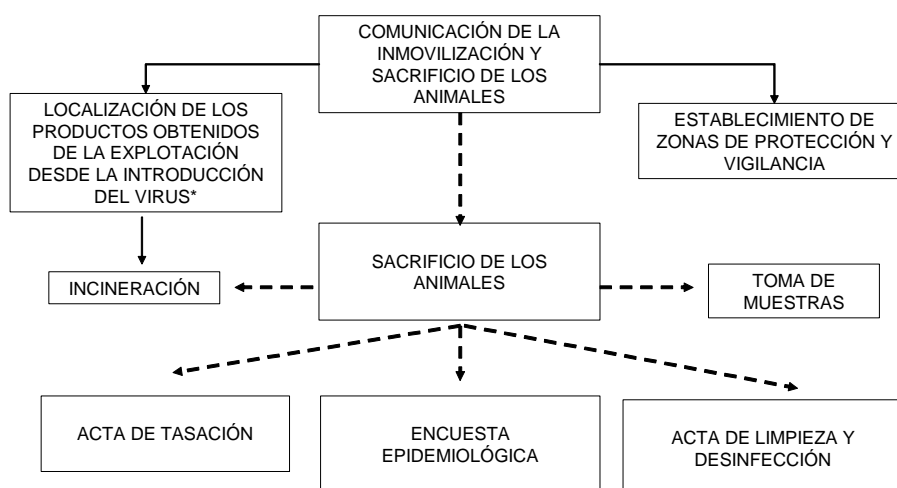 COMUNICACIÓN DE LA
INMOVILIZACIÓN Y
SACRIFICIO DE LOS
ANIMALES
LOCALIZACIÓN DE LOS
PRODUCTOS OBTENIDOS
DE LA EXPLOTACIÓN
DESDE LA INTRODUCCIÓN
DEL VIRUS*
ESTABLECIMIENTO DE
ZONAS DE PROTECCIÓN Y
VIGILANCIA
INCINERACIÓN
SACRIFICIO DE LOS
ANIMALES
TOMA DE
MUESTRAS
ACTA DE TASACIÓN
ENCUESTA
EPIDEMIOLÓGICA
ACTA DE LIMPIEZA Y
DESINFECCIÓN